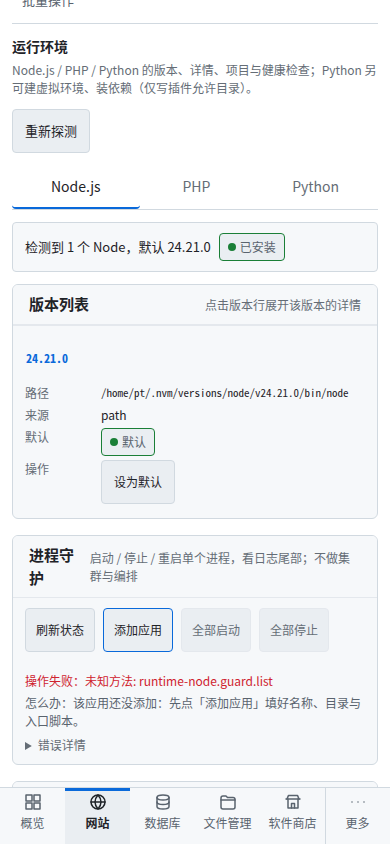 批量操作
运行环境
Node.js / PHP / Python 的版本、详情、项目与健康检查；Python 另
可建虚拟环境、装依赖（仅写插件允许目录）。
重新探测
Node.js PHP Python
检测到 1 个 Node，默认 24.21.0 已安装
版本列表 点击版本行展开该版本的详情
24.21.0
路径 /home/pt/.nvm/versions/node/v24.21.0/bin/node
来源 path
默认 默认
操作 设为默认
进程守
护
启动 / 停止 / 重启单个进程，看日志尾部；不做集
群与编排
刷新状态 添加应用 全部启动 全部停止
操作失败：未知方法: runtime-node.guard.list
怎么办：该应用还没添加：先点「添加应用」填好名称、目录与
入口脚本。
错误详情
概览 网站 数据库 文件管理 软件商店 更多